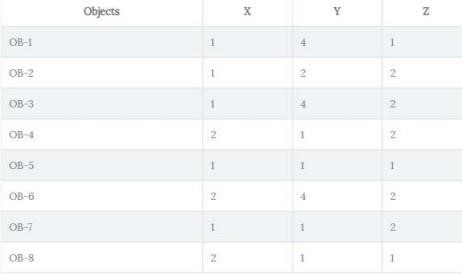 Objects X Y Z
OB-1 1 4 1
OB-2 1 2 2
OB-3 1 4 2
OB-4 2 1 2
OB-5 1 1 1
OB-6 2 4 2
OB-7 1 1 2
OB-8 2 1 1